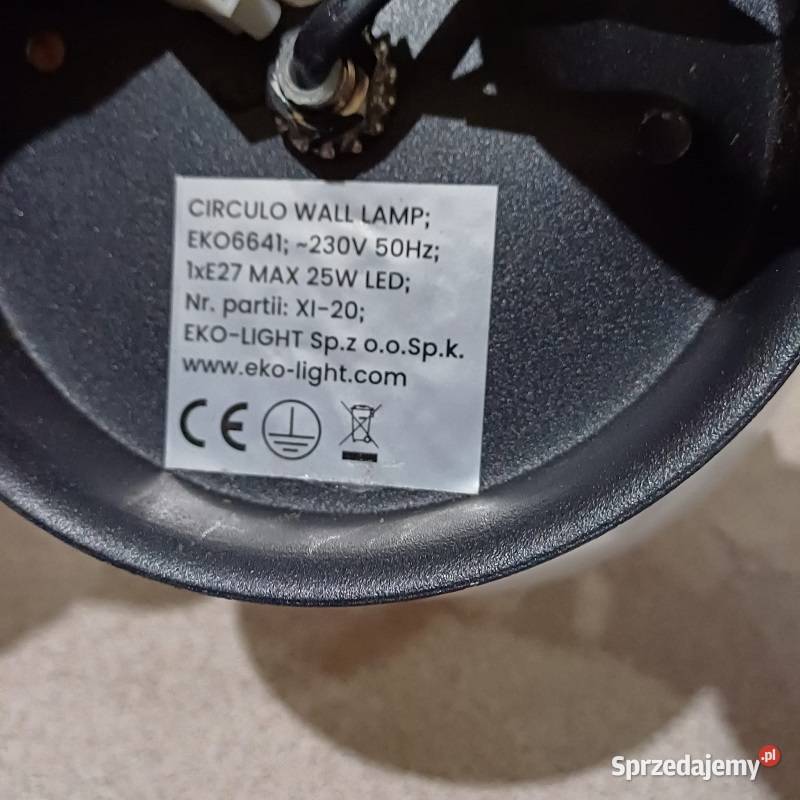 CIRCULO WALL LAMP;
EKO6641; ~230V 50Hz;
1xE27 MAX 25W LED;
Nr. partii: XI-20;
EKO-LIGHT Sp.z o.o.Sp.k.
www.eko-light.com
CE
Sprzedajemy.pl